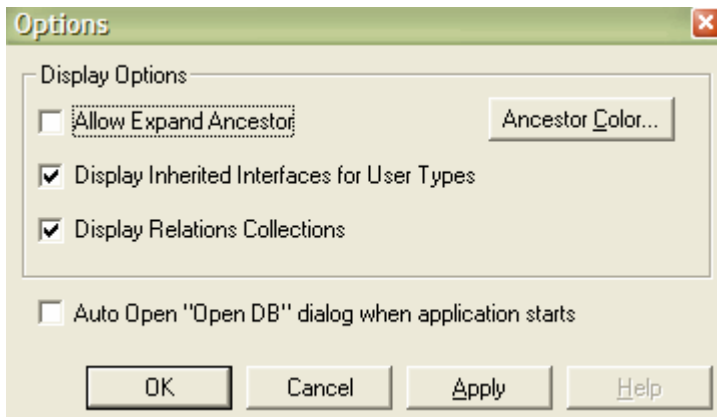 Options
Display Options
Allow Expand Ancestor
Ancestor Color...
Display Inherited Interfaces for User Types
Display Relations Collections
Auto Open "Open DB" dialog when application starts
OK Cancel Apply Help